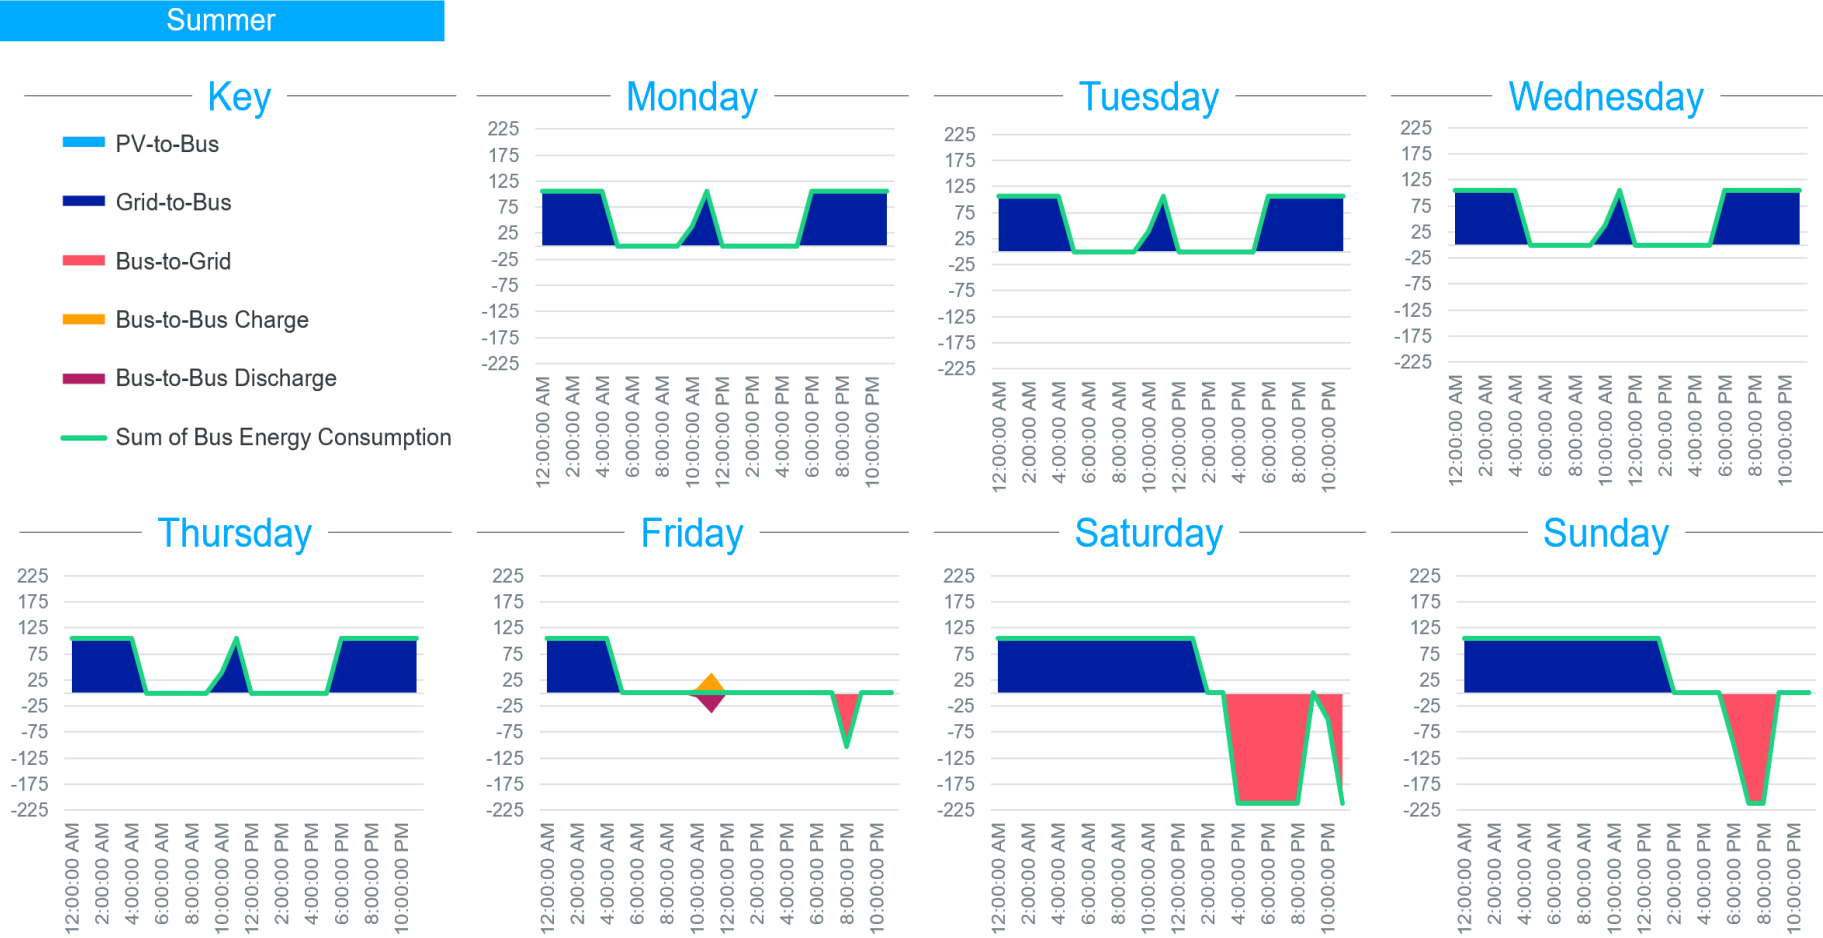 Summer
Key
PV-to-Bus
Grid-to-Bus
Bus-to-Grid
Bus-to-Bus Charge
Bus-to-Bus Discharge
Sum of Bus Energy Consumption
Monday
225
175
125
75
25
-25
-75
-125
-175
-225
12:00:00 AM
2:00:00 AM
4:00:00 AM
6:00:00 AM
8:00:00 AM
10:00:00 AM
12:00:00 PM
2:00:00 PM
4:00:00 PM
6:00:00 PM
8:00:00 PM
10:00:00 PM
Tuesday
225
175
125
75
25
-25
-75
-125
-175
-225
12:00:00 AM
2:00:00 AM
4:00:00 AM
6:00:00 AM
8:00:00 AM
10:00:00 AM
12:00:00 PM
2:00:00 PM
4:00:00 PM
6:00:00 PM
8:00:00 PM
10:00:00 PM
Wednesday
225
175
125
75
25
-25
-75
-125
-175
-225
12:00:00 AM
2:00:00 AM
4:00:00 AM
6:00:00 AM
8:00:00 AM
10:00:00 AM
12:00:00 PM
2:00:00 PM
4:00:00 PM
6:00:00 PM
8:00:00 PM
10:00:00 PM
Thursday
225
175
125
75
25
-25
-75
-125
-175
-225
12:00:00 AM
2:00:00 AM
4:00:00 AM
6:00:00 AM
8:00:00 AM
10:00:00 AM
12:00:00 PM
2:00:00 PM
4:00:00 PM
6:00:00 PM
8:00:00 PM
10:00:00 PM
Friday
225
175
125
75
25
-25
-75
-125
-175
-225
12:00:00 AM
2:00:00 AM
4:00:00 AM
6:00:00 AM
8:00:00 AM
10:00:00 AM
12:00:00 PM
2:00:00 PM
4:00:00 PM
6:00:00 PM
8:00:00 PM
10:00:00 PM
Saturday
225
175
125
75
25
-25
-75
-125
-175
-225
12:00:00 AM
2:00:00 AM
4:00:00 AM
6:00:00 AM
8:00:00 AM
10:00:00 AM
12:00:00 PM
2:00:00 PM
4:00:00 PM
6:00:00 PM
8:00:00 PM
10:00:00 PM
Sunday
225
175
125
75
25
-25
-75
-125
-175
-225
12:00:00 AM
2:00:00 AM
4:00:00 AM
6:00:00 AM
8:00:00 AM
10:00:00 AM
12:00:00 PM
2:00:00 PM
4:00:00 PM
6:00:00 PM
8:00:00 PM
10:00:00 PM